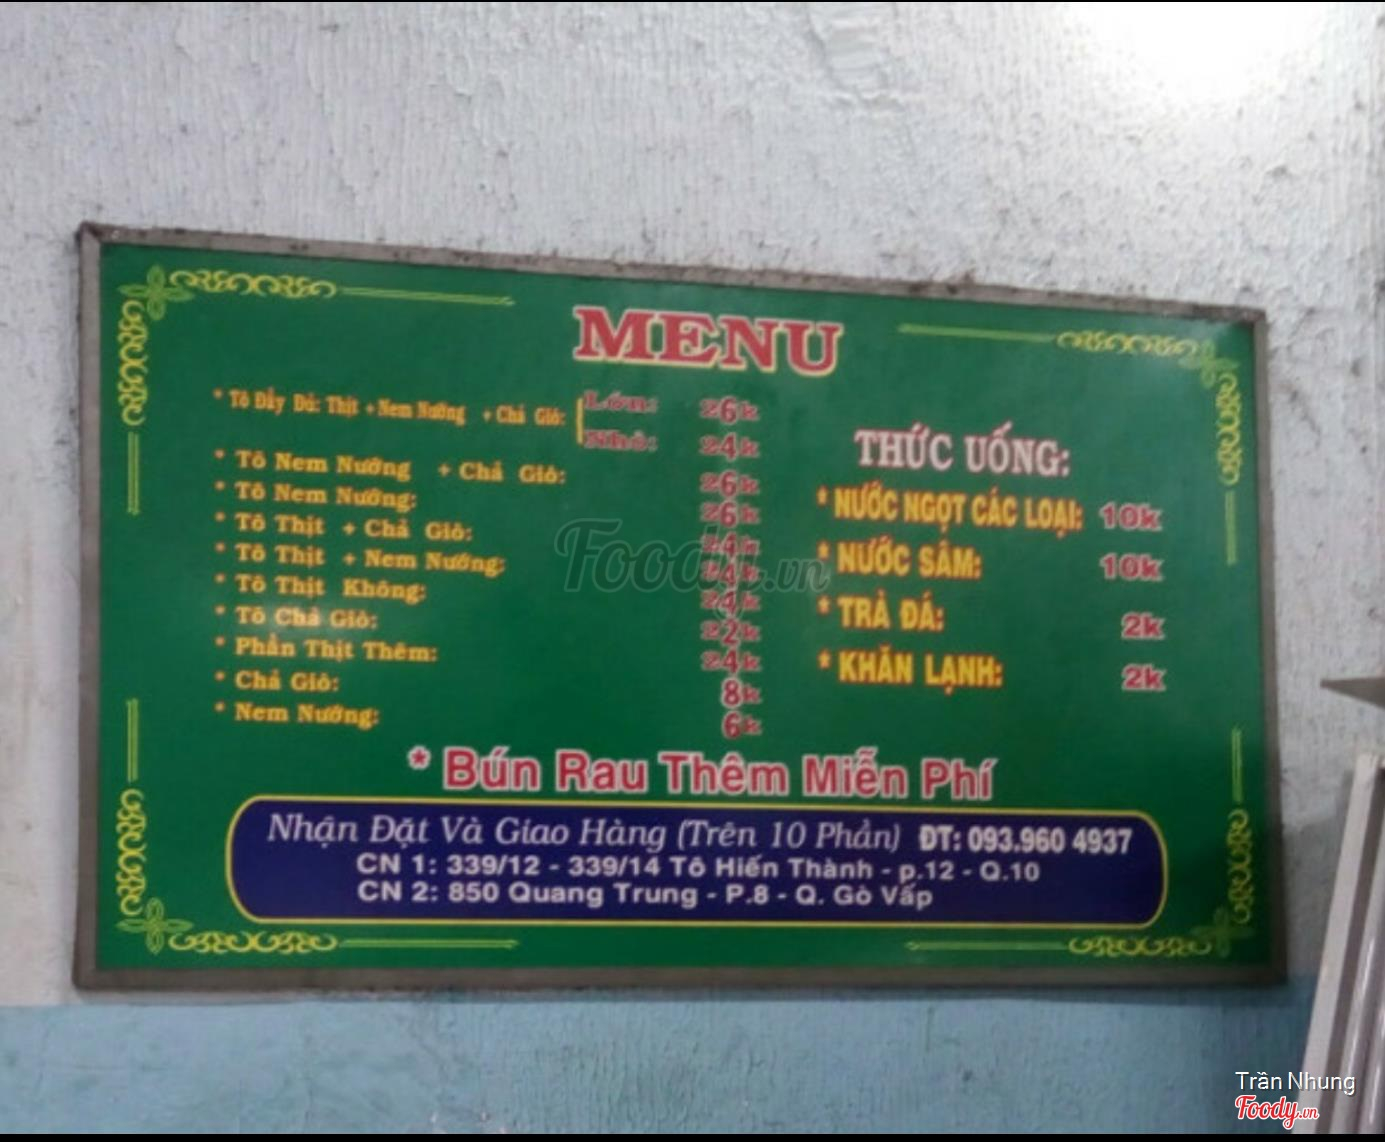 MENU
* Tô Đầy Đủ: Thịt + Nem Nướng + Chả Giò: Lớn: 26k
Nhỏ: 24k
* Tô Nem Nướng + Chả Giò: 26k
* Tô Nem Nướng: 26k
* Tô Thịt + Chả Giò: 24k
* Tô Thịt + Nem Nướng: 24k
* Tô Thịt Không: 24k
* Tô Chả Giò: 22k
* Phần Thịt Thêm: 24k
* Chả Giò: 8k
* Nem Nướng: 6k
THỨC UỐNG:
* NƯỚC NGỌT CÁC LOẠI: 10k
* NƯỚC SÂM: 10k
* TRÀ ĐÁ: 2k
* KHĂN LẠNH: 2k
* Bún Rau Thêm Miễn Phí
Nhận Đặt Và Giao Hàng (Trên 10 Phần) ĐT: 093.960 4937
CN 1: 339/12 - 339/14 Tô Hiến Thành - p.12 - Q.10
CN 2: 850 Quang Trung - P.8 - Q. Gò Vấp
Foody.vn
Trần Nhung
Foody.vn